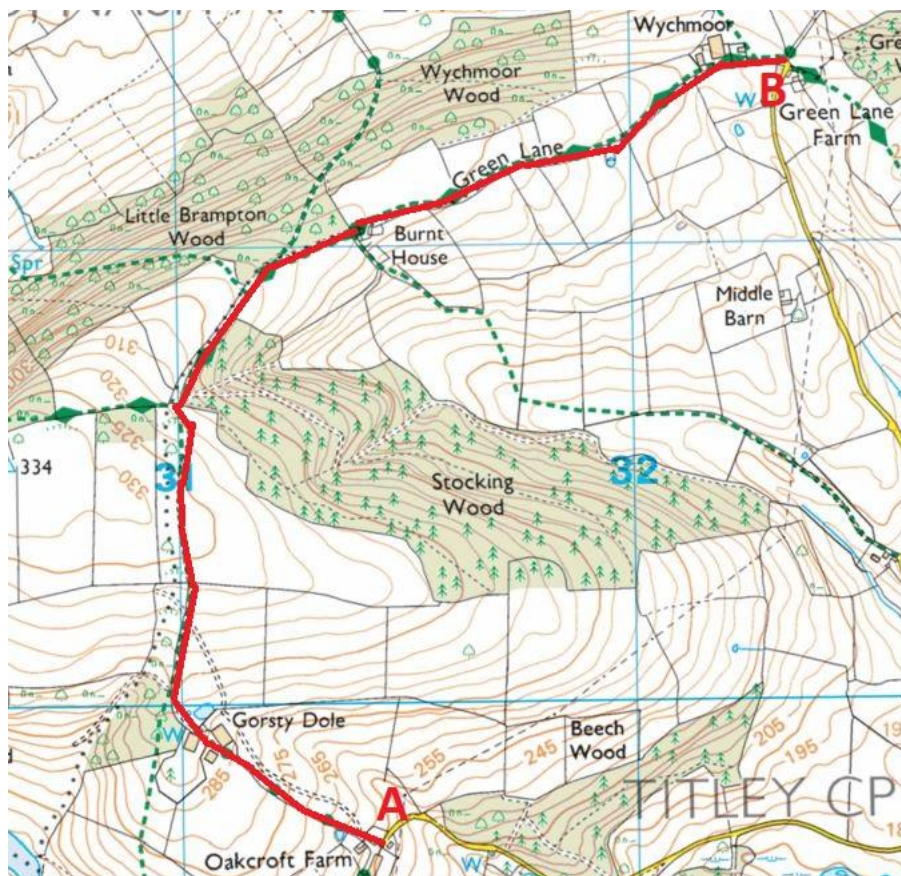 Wychmoor
Wychmoor
Wood
B
W
Green Lane
Farm
Green Lane
Little Brampton
Wood
Burnt
House
Spr
Middle
Barn
310
320
325
330
334
31
32
Stocking
Wood
Gorsty Dole
W
Beech
Wood
285
275
265
255
245
205
195
A
TITLEY CP
Oakcroft Farm
W